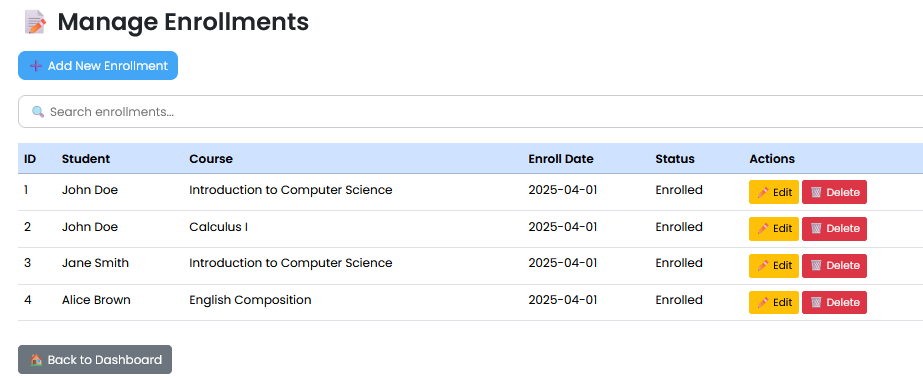 Manage Enrollments
Add New Enrollment
Search enrollments...
ID Student Course Enroll Date Status Actions
1 John Doe Introduction to Computer Science 2025-04-01 Enrolled Edit Delete
2 John Doe Calculus I 2025-04-01 Enrolled Edit Delete
3 Jane Smith Introduction to Computer Science 2025-04-01 Enrolled Edit Delete
4 Alice Brown English Composition 2025-04-01 Enrolled Edit Delete
Back to Dashboard